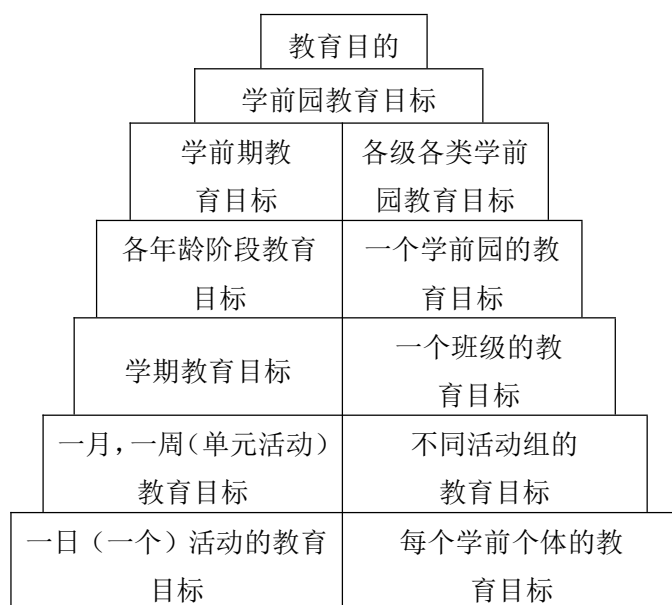 教育目的
学前园教育目标
学前期教
育目标
各级各类学前
园教育目标
各年龄阶段教育
目标
一个学前园的教
育目标
学期教育目标
一个班级的教
育目标
一月，一周（单元活动）
教育目标
不同活动组的
教育目标
一日（一个）活动的教育
目标
每个学前个体的教
育目标